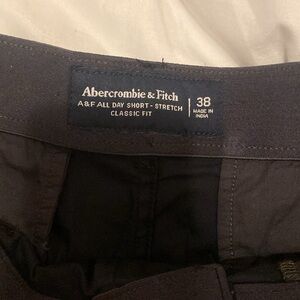 Abercrombie & Fitch
A&F ALL DAY SHORT - STRETCH
CLASSIC FIT
38
MADE IN
INDIA